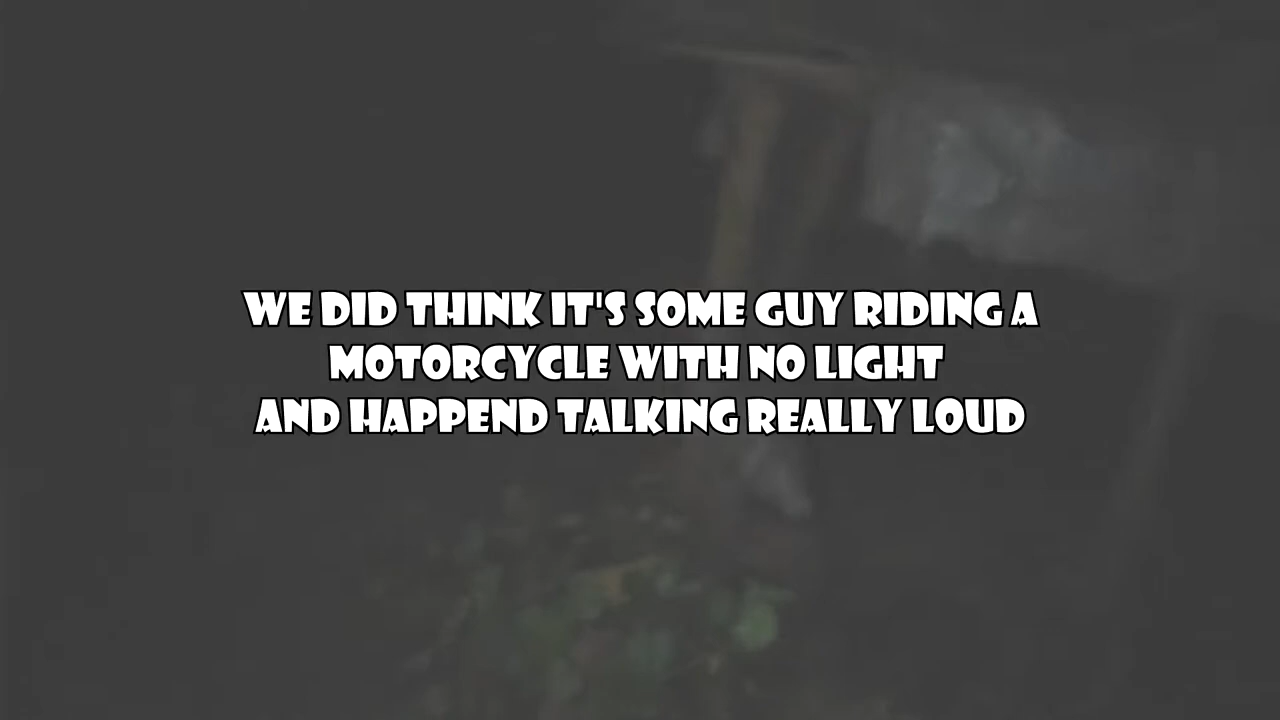 WE DID THINK IT'S SOME GUY RIDING A
MOTORCYCLE WITH NO LIGHT
AND HAPPEND TALKING REALLY LOUD